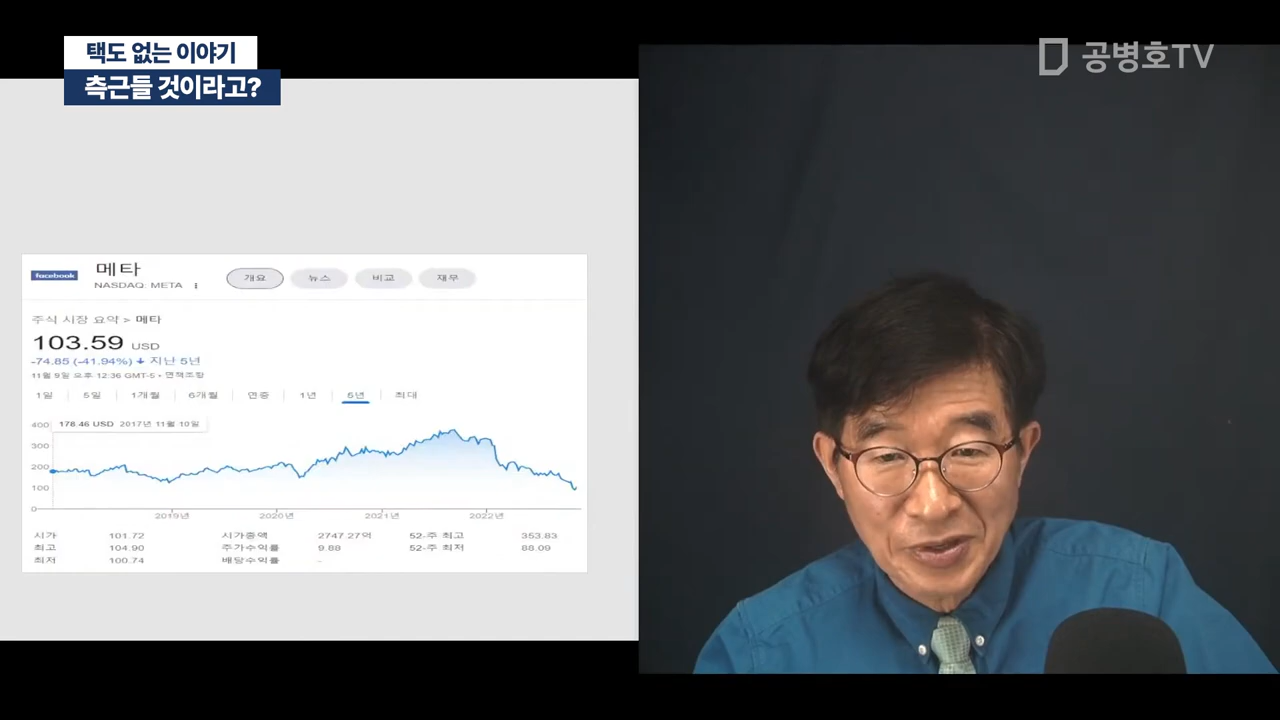 택도 없는 이야기
측근들 것이라고?
공병호TV
facebook
메타
NASDAQ: META
개요 뉴스 비교 재무
주식 시장 요약 > 메타
103.59 USD
-74.85 (-41.94%) ↓ 지난 5년
11월 9일 오후 12:36 GMT-5 • 면책조항
1일 5일 1개월 6개월 연중 1년 5년 최대
178.46 USD 2017년 11월 10일
400
300
200
100
0
2019년 2020년 2021년 2022년
시가 101.72 시가총액 2747.27억 52-주 최고 353.83
최고 104.90 주가수익률 9.88 52-주 최저 88.09
최저 100.74 배당수익률 -